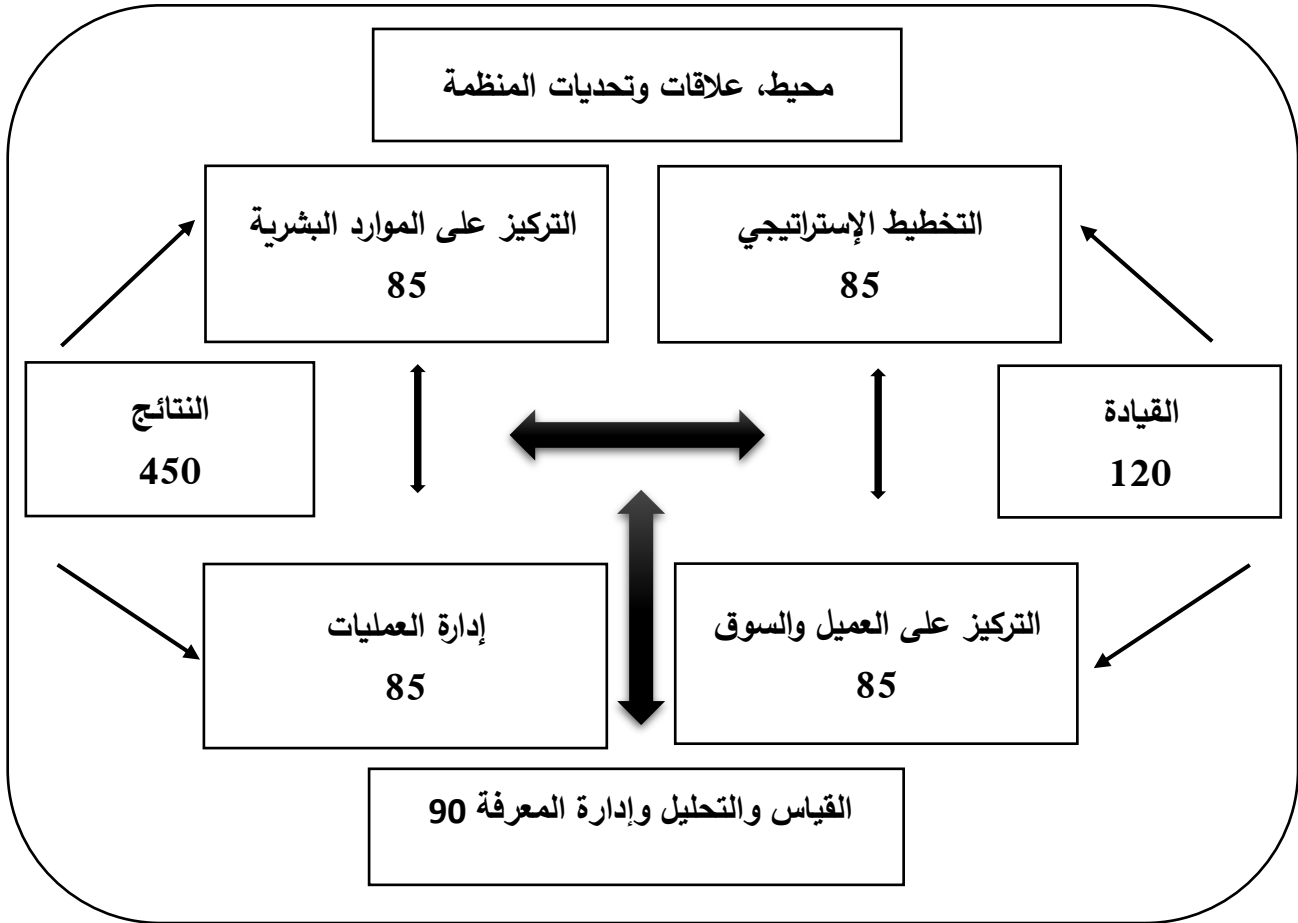 محيط، علاقات وتحديات المنظمة
التخطيط الإستراتيجي
85
التركيز على الموارد البشرية
85
القيادة
120
النتائج
450
التركيز على العميل والسوق
85
إدارة العمليات
85
القياس والتحليل وإدارة المعرفة 90